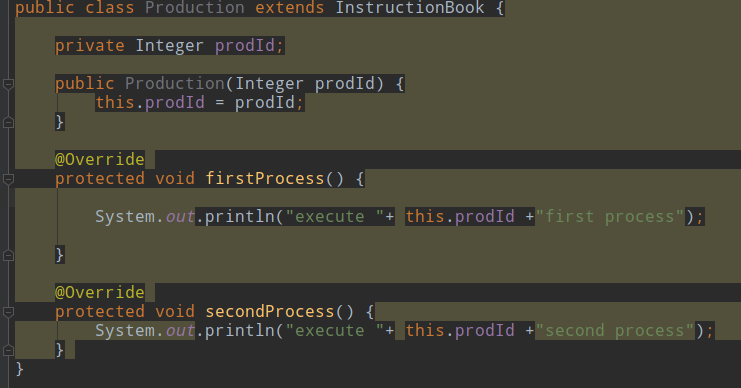 public class Production extends InstructionBook {
private Integer prodId;
public Production(Integer prodId) {
this.prodId = prodId;
}
@Override
protected void firstProcess() {
System.out.println("execute "+ this.prodId +"first process");
}
@Override
protected void secondProcess() {
System.out.println("execute "+ this.prodId +"second process");
}
}